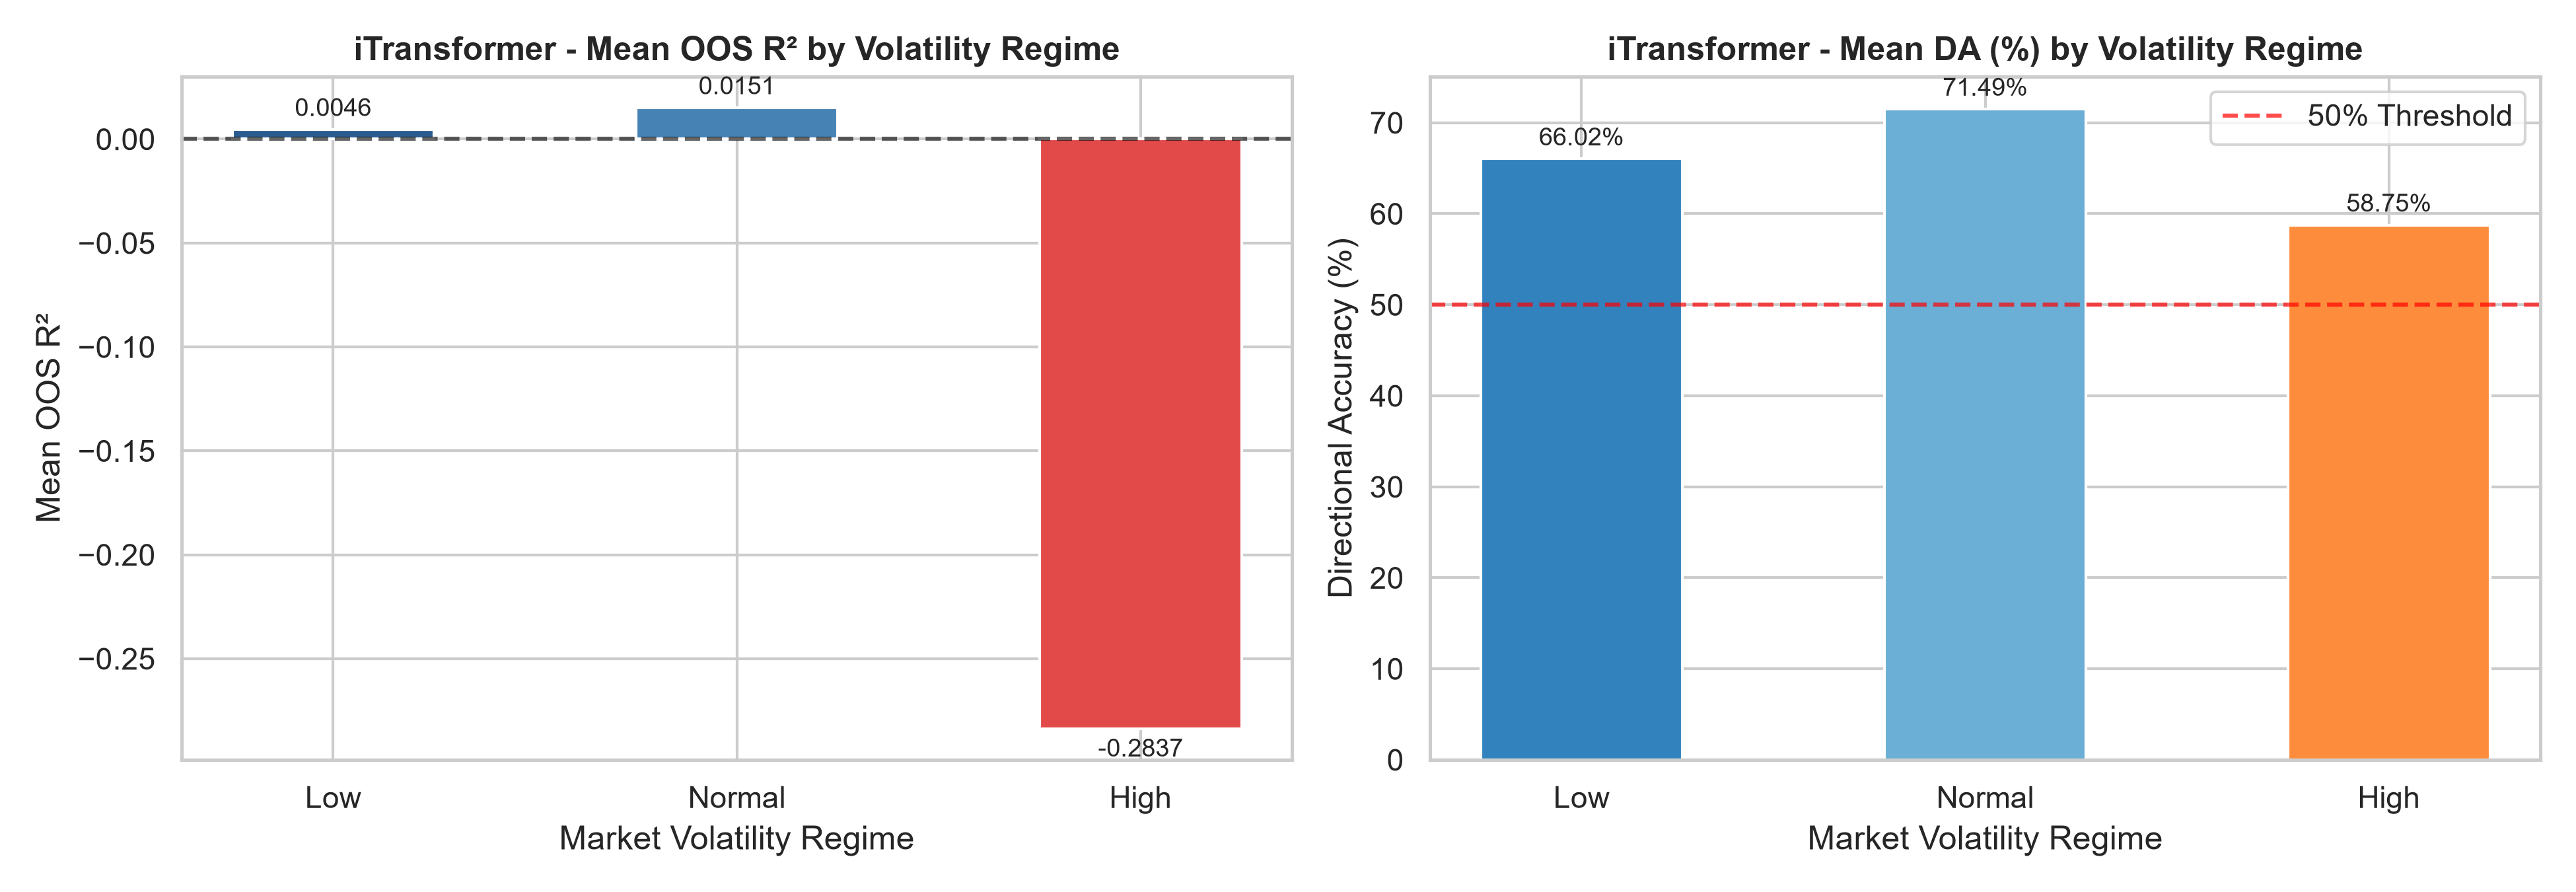 iTransformer - Mean OOS R² by Volatility Regime
0.0046
0.0151
-0.2837
0.00
−0.05
−0.10
−0.15
−0.20
−0.25
Mean OOS R²
Low
Normal
High
Market Volatility Regime
iTransformer - Mean DA (%) by Volatility Regime
50% Threshold
66.02%
71.49%
58.75%
70
60
50
40
30
20
10
0
Directional Accuracy (%)
Low
Normal
High
Market Volatility Regime